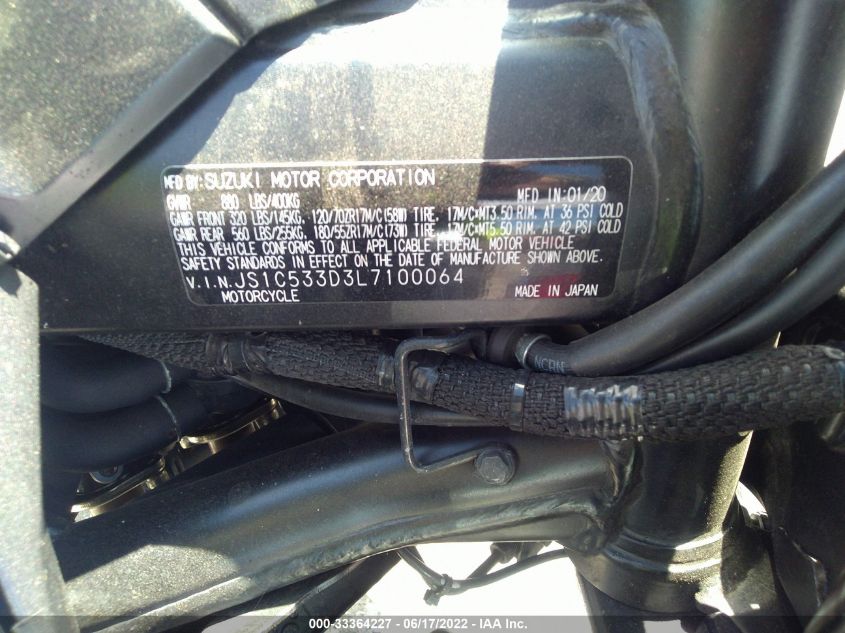 MFD BY: SUZUKI MOTOR CORPORATION
GVWR 880 LBS/400KG MFD IN: 01/20
GAWR FRONT 320 LBS/145KG. 120/70ZR17M/C(58W) TIRE, 17M/C×MT3.50 RIM. AT 36 PSI COLD
GAWR REAR 560 LBS/255KG. 180/55ZR17M/C(73W) TIRE, 17M/C×MT5.50 RIM. AT 42 PSI COLD
THIS VEHICLE CONFORMS TO ALL APPLICABLE FEDERAL MOTOR VEHICLE
SAFETY STANDARDS IN EFFECT ON THE DATE OF MANUFACTURE SHOWN ABOVE.
V.I.N. JS1C533D3L7100064
MOTORCYCLE MADE IN JAPAN
000-33364227 - 06/17/2022 - IAA Inc.